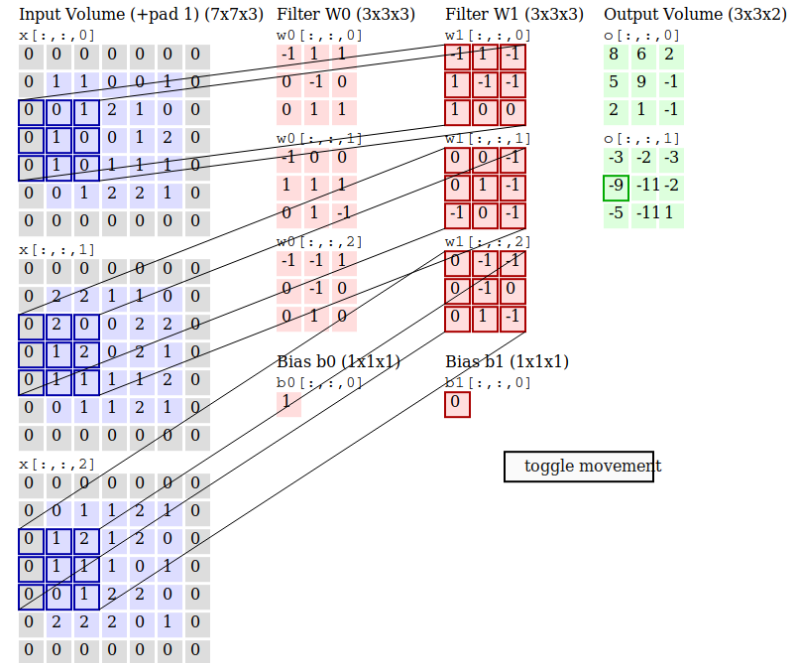 Input Volume (+pad 1) (7x7x3) Filter W0 (3x3x3) Filter W1 (3x3x3) Output Volume (3x3x2)
x[:,:,0] w0[:,:,0] w1[:,:,0] o[:,:,0]
0 0 0 0 0 0 0 -1 1 1 -1 1 -1 8 6 2
0 1 1 0 0 1 0 0 -1 0 1 -1 -1 5 9 -1
0 0 1 2 1 0 0 0 1 1 1 0 0 2 1 -1
0 1 0 0 1 2 0 w0[:,:,1] w1[:,:,1] o[:,:,1]
0 1 0 1 1 1 0 -1 0 0 0 0 -1 -3 -2 -3
0 0 1 2 2 1 0 1 1 1 0 1 -1 -9 -11 -2
0 0 0 0 0 0 0 0 1 -1 -1 0 -1 -5 -11 1
x[:,:,1] w0[:,:,2] w1[:,:,2]
0 0 0 0 0 0 0 -1 -1 1 0 -1 -1
0 2 2 1 1 0 0 0 -1 0 0 -1 0
0 2 0 0 2 2 0 0 1 0 0 1 -1
0 1 2 0 2 1 0 Bias b0 (1x1x1) Bias b1 (1x1x1)
0 1 1 1 1 2 0 b0[:,:,0] b1[:,:,0]
0 0 1 1 2 1 0 1 0
0 0 0 0 0 0 0
x[:,:,2] toggle movement
0 0 0 0 0 0 0
0 0 1 1 2 1 0
0 1 2 1 2 0 0
0 1 1 1 0 1 0
0 0 1 2 2 0 0
0 2 2 2 0 1 0
0 0 0 0 0 0 0